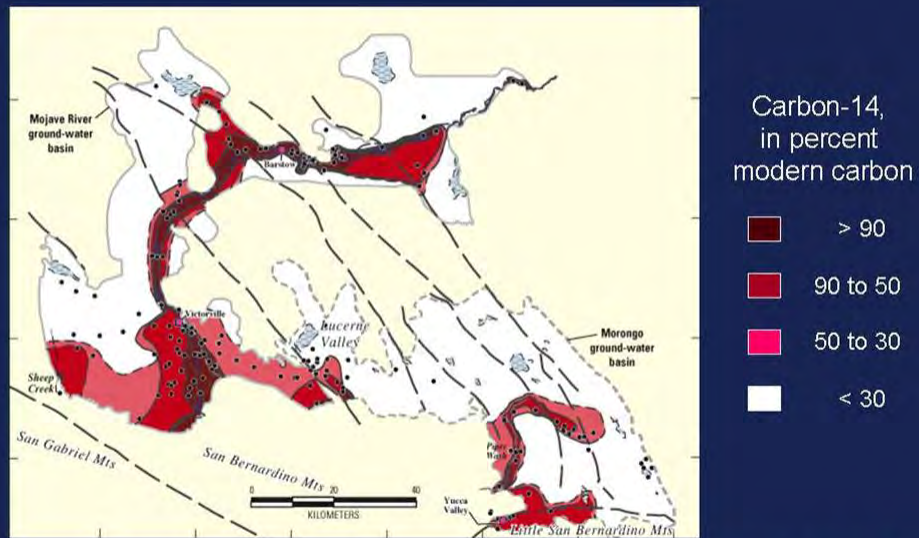 Mojave River
ground-water
basin
Barstow
Victorville
Lucerne
Valley
Morongo
ground-water
basin
Sheep
Creek
San Gabriel Mts
San Bernardino Mts
Pipes
Wash
Yucca
Valley
Little San Bernardino Mts
0 20 40
KILOMETERS
Carbon-14,
in percent
modern carbon
> 90
90 to 50
50 to 30
< 30